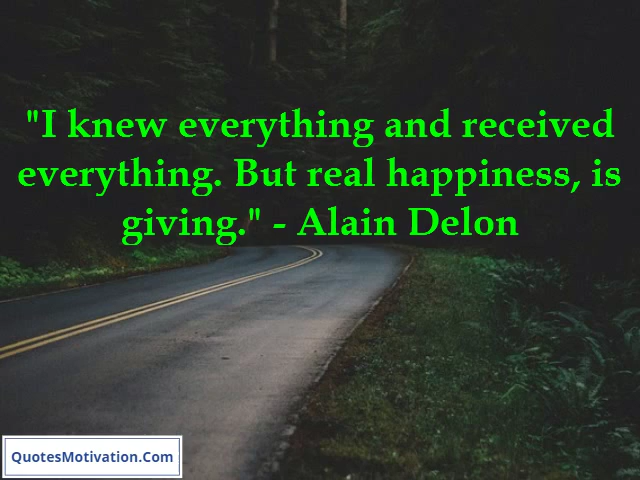 "I knew everything and received
everything. But real happiness, is
giving." - Alain Delon
QuotesMotivation.Com